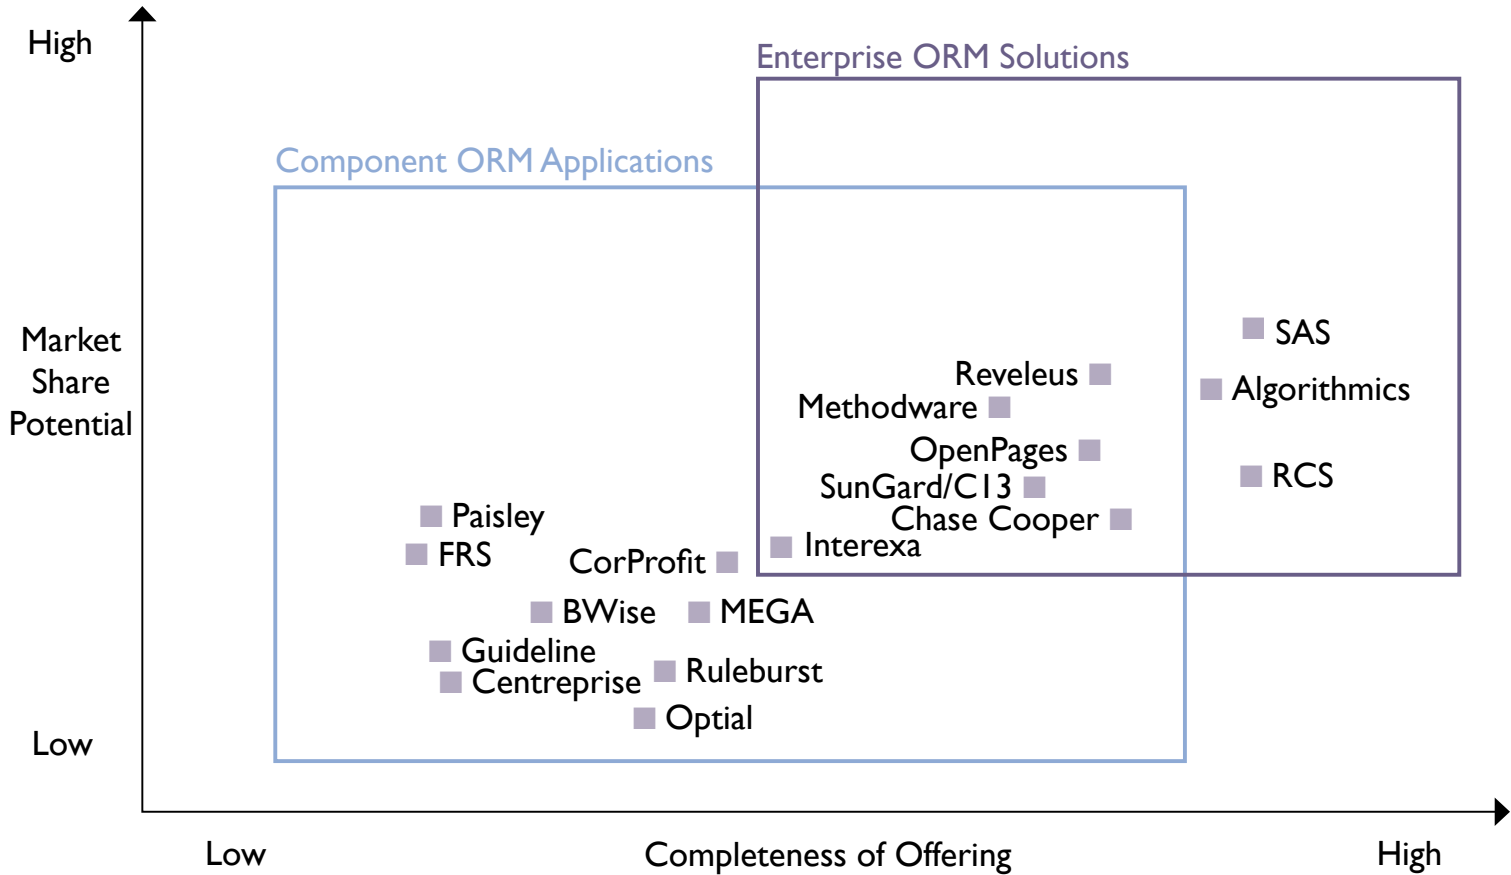 High
Enterprise ORM Solutions
Component ORM Applications
Market
Share
Potential
SAS
Reveleus
Algorithmics
Methodware
OpenPages
RCS
SunGard/C13
Paisley
Chase Cooper
Interexa
FRS
CorProfit
BWise
MEGA
Guideline
Ruleburst
Centreprise
Optial
Low
Low
Completeness of Offering
High